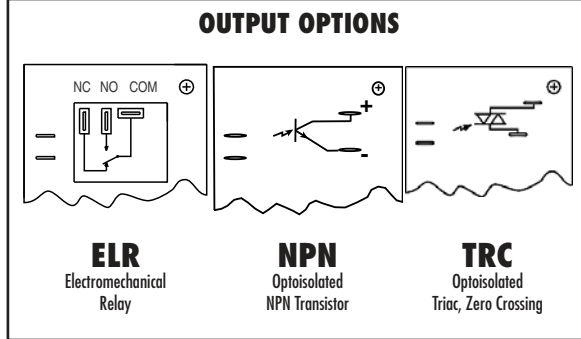 OUTPUT OPTIONS
NC NO COM
+
-
ELR
Electromechanical
Relay
NPN
Optoisolated
NPN Transistor
TRC
Optoisolated
Triac, Zero Crossing